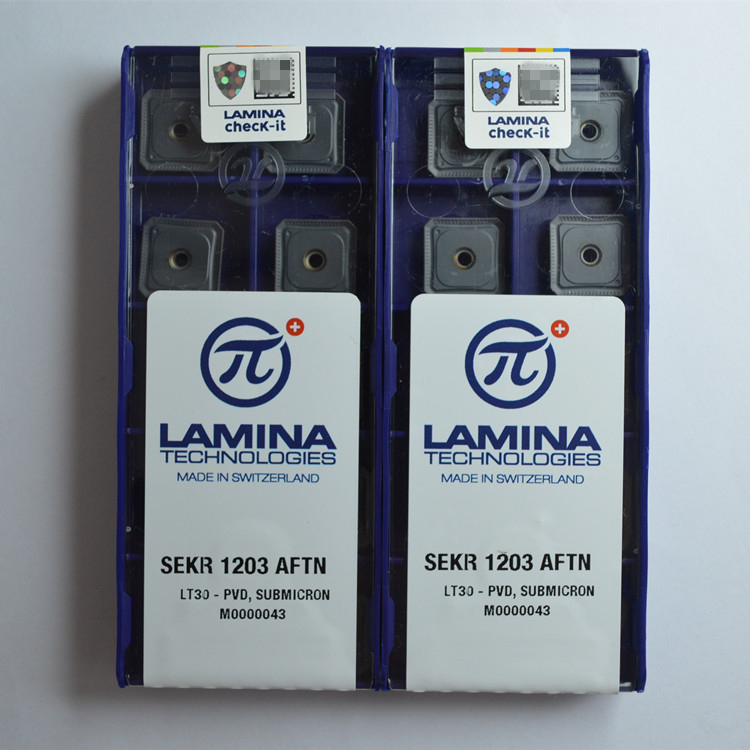 LAMINA
check-it
LAMINA
check-it
π
LAMINA
TECHNOLOGIES
MADE IN SWITZERLAND
SEKR 1203 AFTN
LT30 - PVD, SUBMICRON
M0000043
π
LAMINA
TECHNOLOGIES
MADE IN SWITZERLAND
SEKR 1203 AFTN
LT30 - PVD, SUBMICRON
M0000043